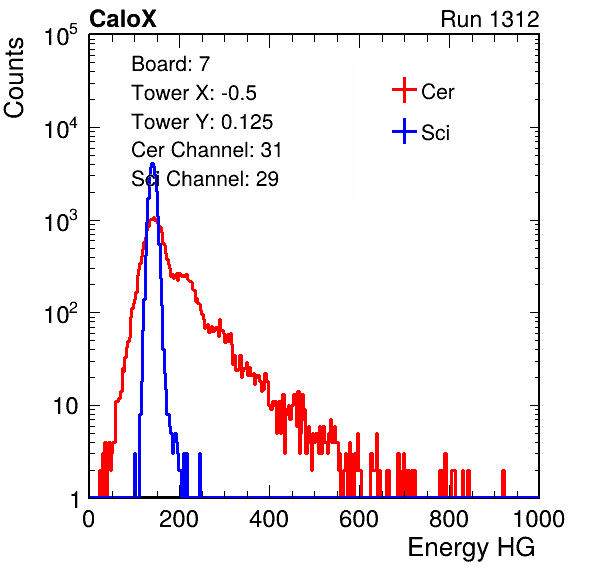 CaloX Run 1312
Counts
Board: 7
Tower X: -0.5
Tower Y: 0.125
Cer Channel: 31
Sci Channel: 29
Cer
Sci
10^5
10^4
10^3
10^2
10
1
0 200 400 600 800 1000
Energy HG